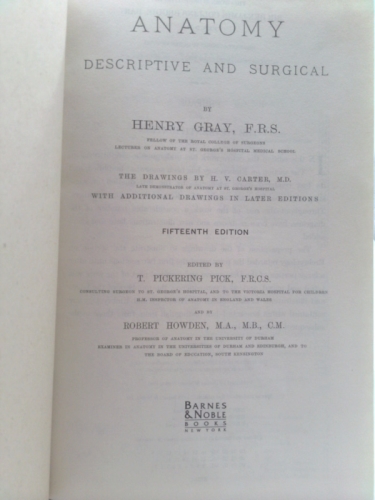 ANATOMY
DESCRIPTIVE AND SURGICAL
BY
HENRY GRAY, F.R.S.
FELLOW OF THE ROYAL COLLEGE OF SURGEONS
LECTURER ON ANATOMY AT ST. GEORGE'S HOSPITAL MEDICAL SCHOOL
THE DRAWINGS BY H. V. CARTER, M.D.
LATE DEMONSTRATOR OF ANATOMY AT ST. GEORGE'S HOSPITAL
WITH ADDITIONAL DRAWINGS IN LATER EDITIONS
FIFTEENTH EDITION
EDITED BY
T. PICKERING PICK, F.R.C.S.
CONSULTING SURGEON TO ST. GEORGE'S HOSPITAL, AND TO THE VICTORIA HOSPITAL FOR CHILDREN
H.M. INSPECTOR OF ANATOMY IN ENGLAND AND WALES
AND BY
ROBERT HOWDEN, M.A., M.B., C.M.
PROFESSOR OF ANATOMY IN THE UNIVERSITY OF DURHAM
EXAMINER IN ANATOMY IN THE UNIVERSITIES OF DURHAM AND EDINBURGH, AND TO
THE BOARD OF EDUCATION, SOUTH KENSINGTON
BARNES
& NOBLE
BOOKS
NEW YORK